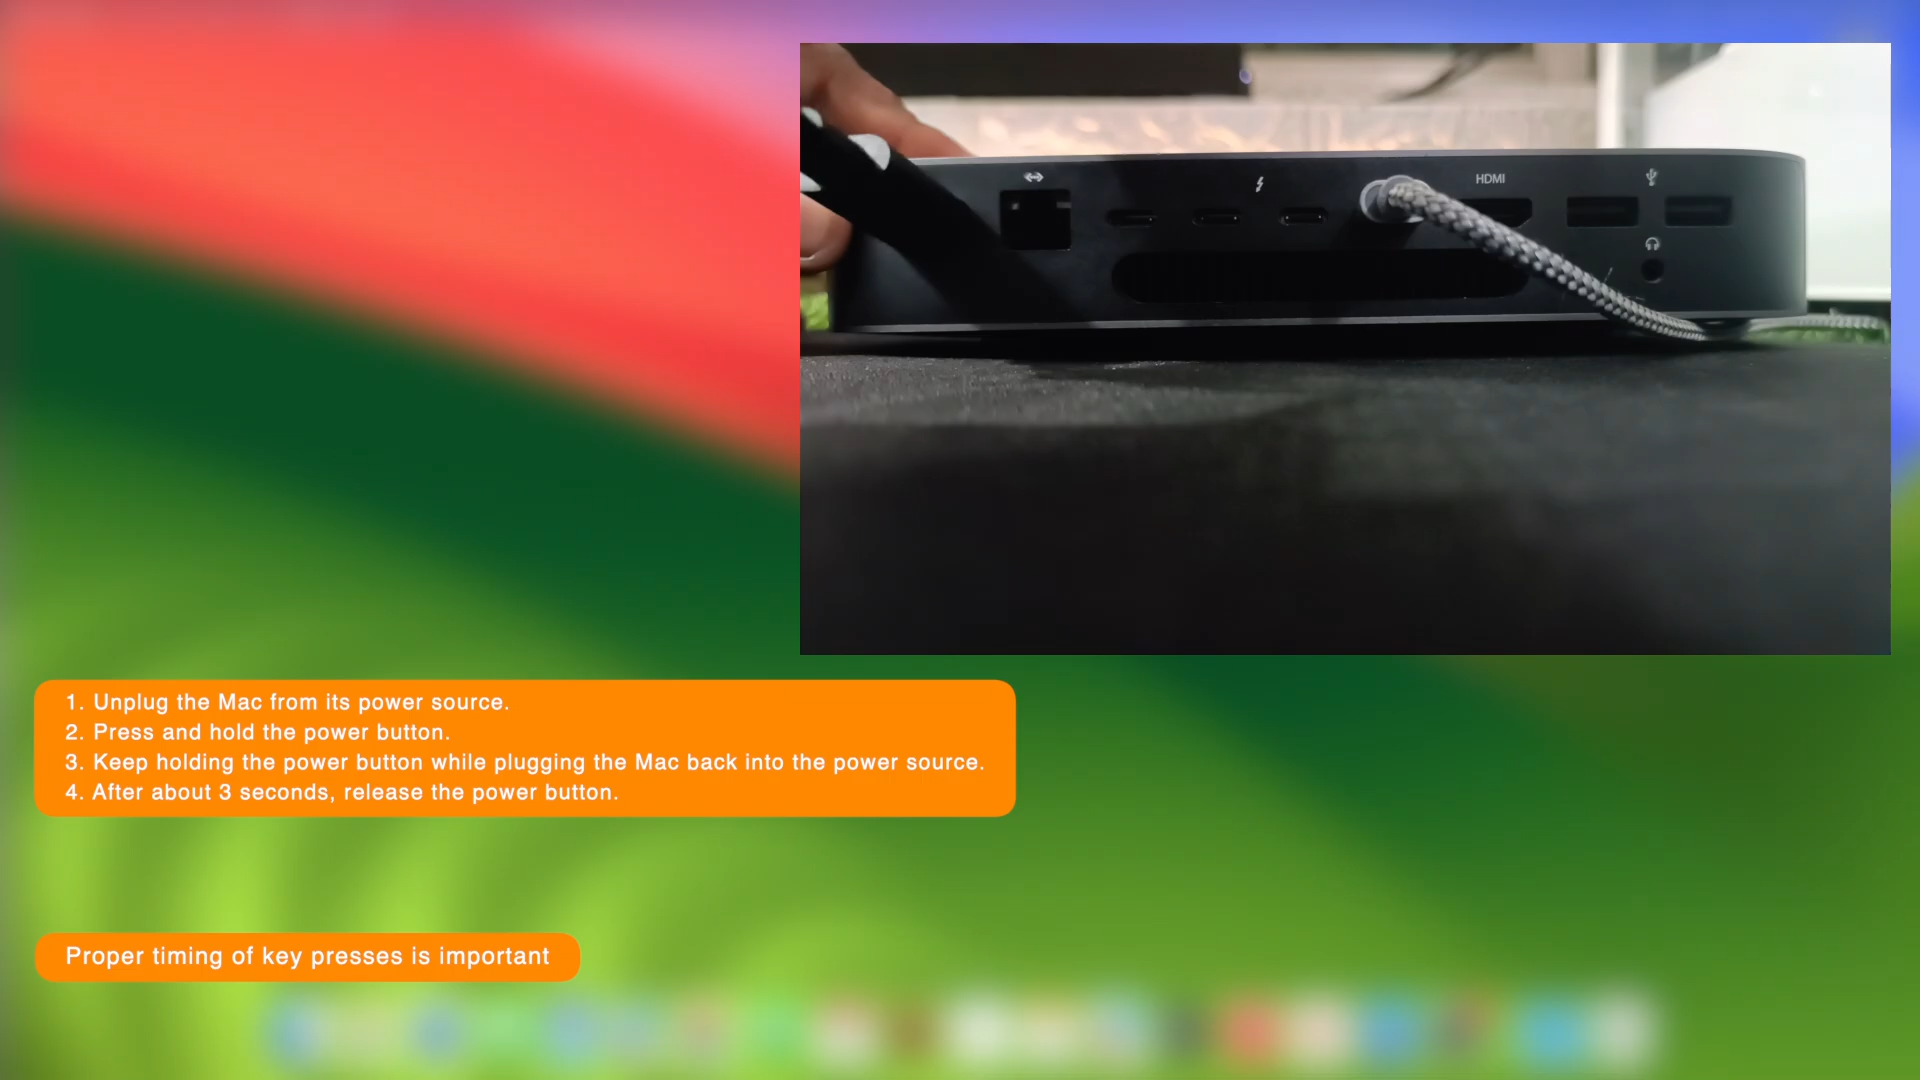 HDMI
1. Unplug the Mac from its power source.
2. Press and hold the power button.
3. Keep holding the power button while plugging the Mac back into the power source.
4. After about 3 seconds, release the power button.
Proper timing of key presses is important